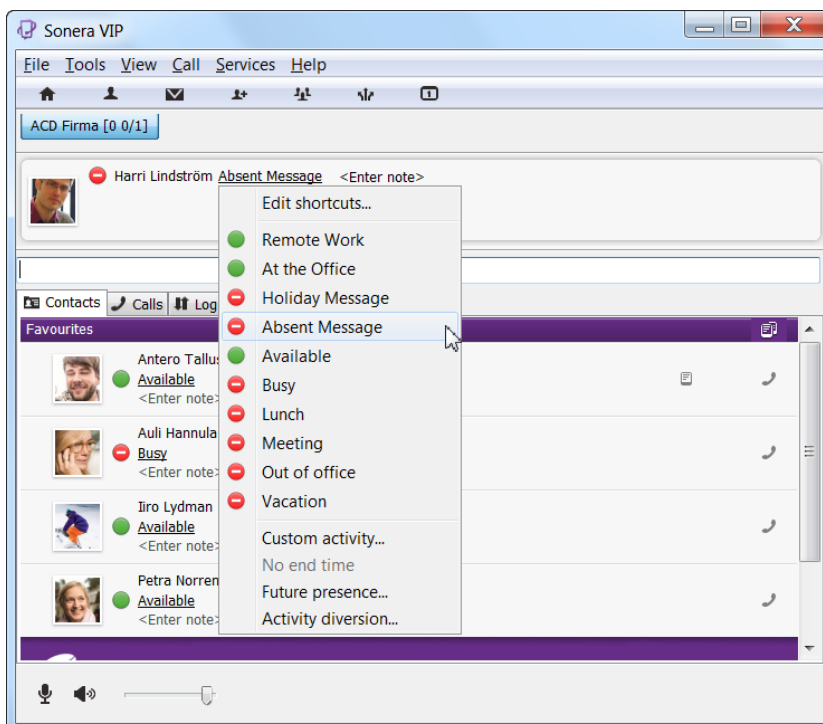 Sonera VIP
File Tools View Call Services Help
1
ACD Firma [0 0/1]
Harri Lindström Absent Message <Enter note>
Edit shortcuts...
Remote Work
At the Office
Holiday Message
Absent Message
Available
Busy
Lunch
Meeting
Out of office
Vacation
Custom activity...
No end time
Future presence...
Activity diversion...
Contacts Calls Log
Favourites
Antero Tallus
Available
<Enter note>
Auli Hannula
Busy
<Enter note>
Iiro Lydman
Available
<Enter note>
Petra Norren
Available
<Enter note>